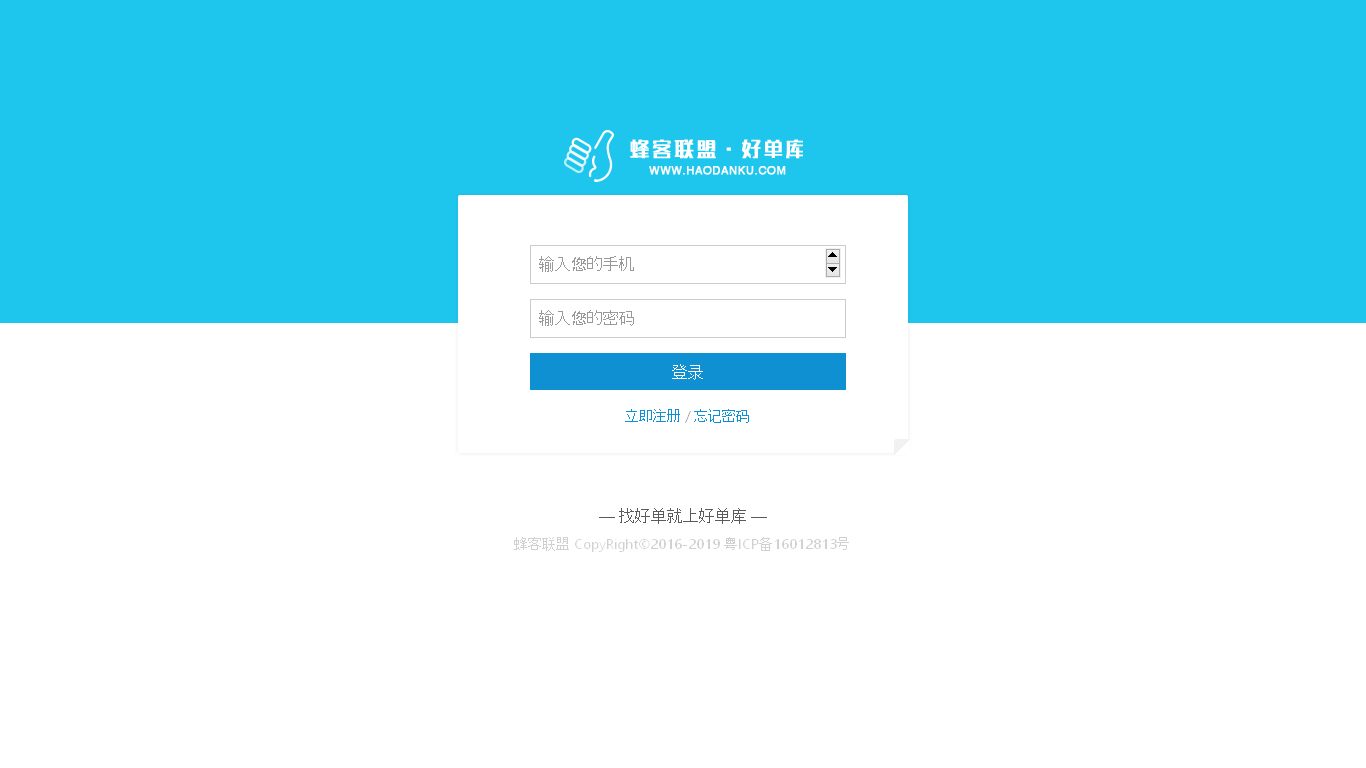 蜂客联盟·好单库
WWW.HAODANKU.COM
输入您的手机
输入您的密码
登录
立即注册 / 忘记密码
— 找好单就上好单库 —
蜂客联盟 CopyRight©2016-2019 粤ICP备16012813号